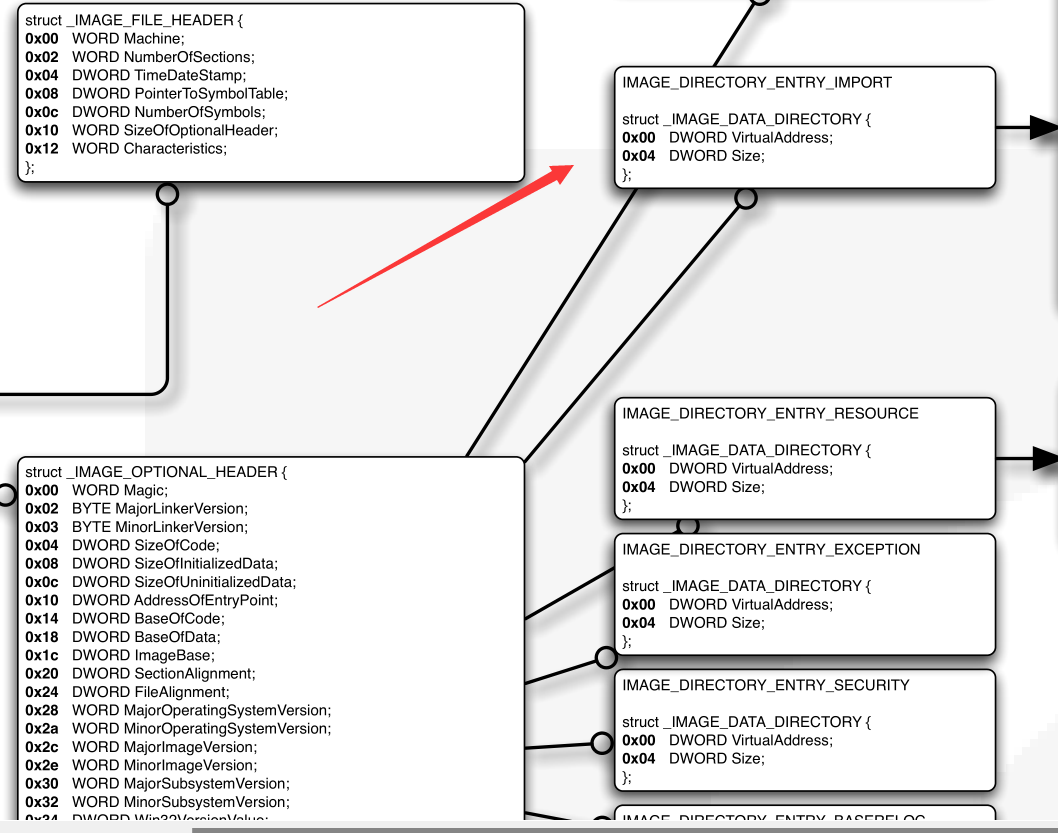 struct _IMAGE_FILE_HEADER {
0x00 WORD Machine;
0x02 WORD NumberOfSections;
0x04 DWORD TimeDateStamp;
0x08 DWORD PointerToSymbolTable;
0x0c DWORD NumberOfSymbols;
0x10 WORD SizeOfOptionalHeader;
0x12 WORD Characteristics;
};
IMAGE_DIRECTORY_ENTRY_IMPORT
struct _IMAGE_DATA_DIRECTORY {
0x00 DWORD VirtualAddress;
0x04 DWORD Size;
};
struct _IMAGE_OPTIONAL_HEADER {
0x00 WORD Magic;
0x02 BYTE MajorLinkerVersion;
0x03 BYTE MinorLinkerVersion;
0x04 DWORD SizeOfCode;
0x08 DWORD SizeOfInitializedData;
0x0c DWORD SizeOfUninitializedData;
0x10 DWORD AddressOfEntryPoint;
0x14 DWORD BaseOfCode;
0x18 DWORD BaseOfData;
0x1c DWORD ImageBase;
0x20 DWORD SectionAlignment;
0x24 DWORD FileAlignment;
0x28 WORD MajorOperatingSystemVersion;
0x2a WORD MinorOperatingSystemVersion;
0x2c WORD MajorImageVersion;
0x2e WORD MinorImageVersion;
0x30 WORD MajorSubsystemVersion;
0x32 WORD MinorSubsystemVersion;
0x34 DWORD Win32VersionValue;
IMAGE_DIRECTORY_ENTRY_RESOURCE
struct _IMAGE_DATA_DIRECTORY {
0x00 DWORD VirtualAddress;
0x04 DWORD Size;
};
IMAGE_DIRECTORY_ENTRY_EXCEPTION
struct _IMAGE_DATA_DIRECTORY {
0x00 DWORD VirtualAddress;
0x04 DWORD Size;
};
IMAGE_DIRECTORY_ENTRY_SECURITY
struct _IMAGE_DATA_DIRECTORY {
0x00 DWORD VirtualAddress;
0x04 DWORD Size;
};
IMAGE_DIRECTORY_ENTRY_BASERELOC